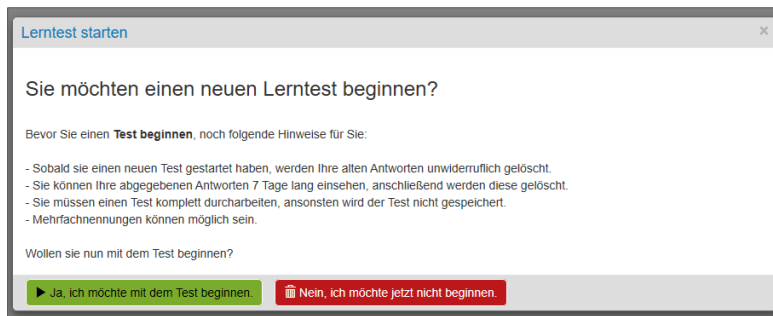 Lerntest starten
×
Sie möchten einen neuen Lerntest beginnen?
Bevor Sie einen Test beginnen, noch folgende Hinweise für Sie:
- Sobald sie einen neuen Test gestartet haben, werden Ihre alten Antworten unwiderruflich gelöscht.
- Sie können Ihre abgegebenen Antworten 7 Tage lang einsehen, anschließend werden diese gelöscht.
- Sie müssen einen Test komplett durcharbeiten, ansonsten wird der Test nicht gespeichert.
- Mehrfachnennungen können möglich sein.
Wollen sie nun mit dem Test beginnen?
Ja, ich möchte mit dem Test beginnen. Nein, ich möchte jetzt nicht beginnen.